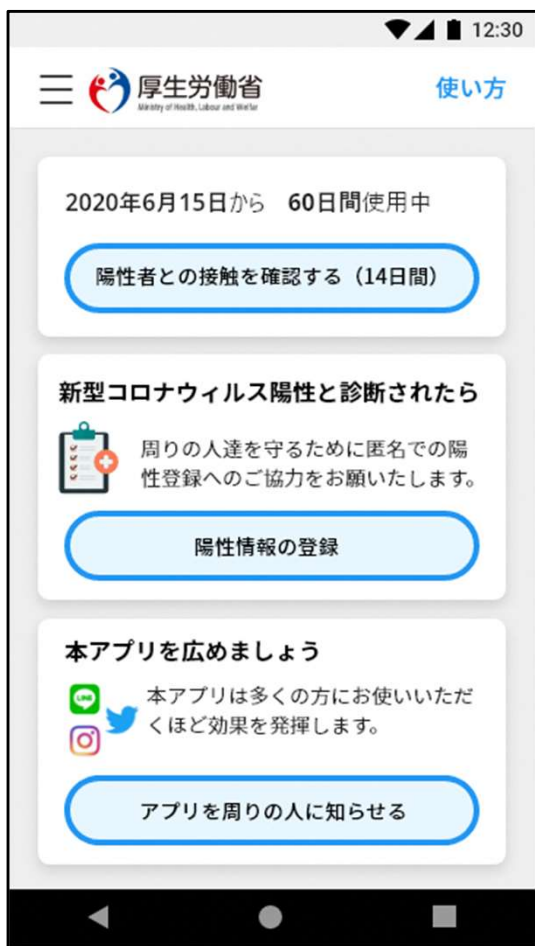 12:30
厚生労働省
Ministry of Health, Labour and Welfar
使い方
2020年6月15日から 60日間使用中
陽性者との接触を確認する（14日間）
新型コロナウィルス陽性と診断されたら
周りの人達を守るために匿名での陽
性登録へのご協力をお願いたします。
陽性情報の登録
本アプリを広めましょう
LINE
本アプリは多くの方にお使いいただ
くほど効果を発揮します。
アプリを周りの人に知らせる